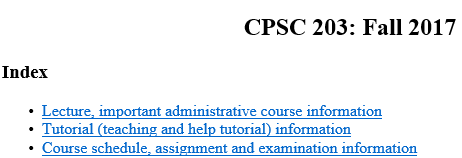 CPSC 203: Fall 2017
Index
• Lecture, important administrative course information
• Tutorial (teaching and help tutorial) information
• Course schedule, assignment and examination information